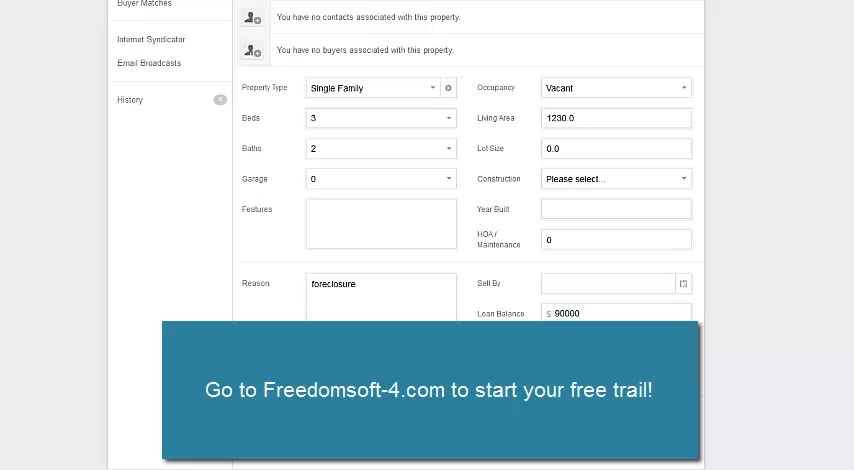 Buyer Matches
You have no contacts associated with this property.
Internet Syndicator
You have no buyers associated with this property.
Email Broadcasts
History
4
Property Type Single Family
Occupancy Vacant
Beds 3
Living Area 1230.0
Baths 2
Lot Size 0.0
Garage 0
Construction Please select...
Features
Year Built
HOA /
Maintenance 0
Reason foreclosure
Sell By
Loan Balance $ 90000
Go to Freedomsoft-4.com to start your free trail!